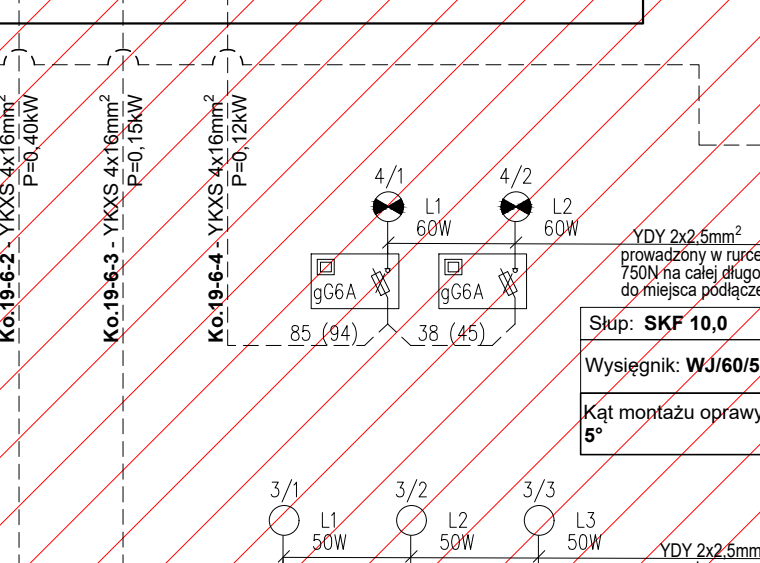 Ko.19-6-2 - YKXS 4x16mm²
P=0,40kW
Ko.19-6-3 - YKXS 4x16mm²
P=0,15kW
Ko.19-6-4 - YKXS 4x16mm²
P=0,12kW
4/1
L1
60W
4/2
L2
60W
gG6A
gG6A
85 (94)
38 (45)
YDY 2x2,5mm²
prowadzony w rurce
750N na całej długo
do miejsca podłącze
Słup: SKF 10,0
Wysięgnik: WJ/60/5
Kąt montażu oprawy
5°
3/1
L1
50W
3/2
L2
50W
3/3
L3
50W
YDY 2x2,5mm